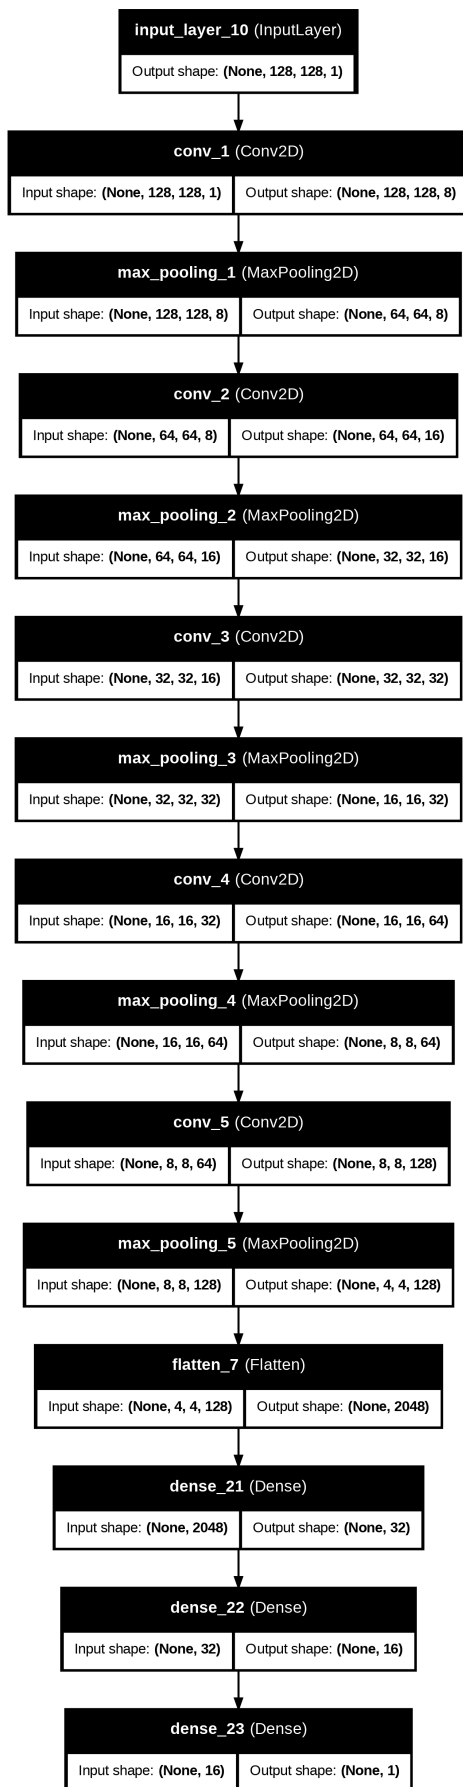 input_layer_10 (InputLayer)
Output shape: (None, 128, 128, 1)
conv_1 (Conv2D)
Input shape: (None, 128, 128, 1) Output shape: (None, 128, 128, 8)
max_pooling_1 (MaxPooling2D)
Input shape: (None, 128, 128, 8) Output shape: (None, 64, 64, 8)
conv_2 (Conv2D)
Input shape: (None, 64, 64, 8) Output shape: (None, 64, 64, 16)
max_pooling_2 (MaxPooling2D)
Input shape: (None, 64, 64, 16) Output shape: (None, 32, 32, 16)
conv_3 (Conv2D)
Input shape: (None, 32, 32, 16) Output shape: (None, 32, 32, 32)
max_pooling_3 (MaxPooling2D)
Input shape: (None, 32, 32, 32) Output shape: (None, 16, 16, 32)
conv_4 (Conv2D)
Input shape: (None, 16, 16, 32) Output shape: (None, 16, 16, 64)
max_pooling_4 (MaxPooling2D)
Input shape: (None, 16, 16, 64) Output shape: (None, 8, 8, 64)
conv_5 (Conv2D)
Input shape: (None, 8, 8, 64) Output shape: (None, 8, 8, 128)
max_pooling_5 (MaxPooling2D)
Input shape: (None, 8, 8, 128) Output shape: (None, 4, 4, 128)
flatten_7 (Flatten)
Input shape: (None, 4, 4, 128) Output shape: (None, 2048)
dense_21 (Dense)
Input shape: (None, 2048) Output shape: (None, 32)
dense_22 (Dense)
Input shape: (None, 32) Output shape: (None, 16)
dense_23 (Dense)
Input shape: (None, 16) Output shape: (None, 1)